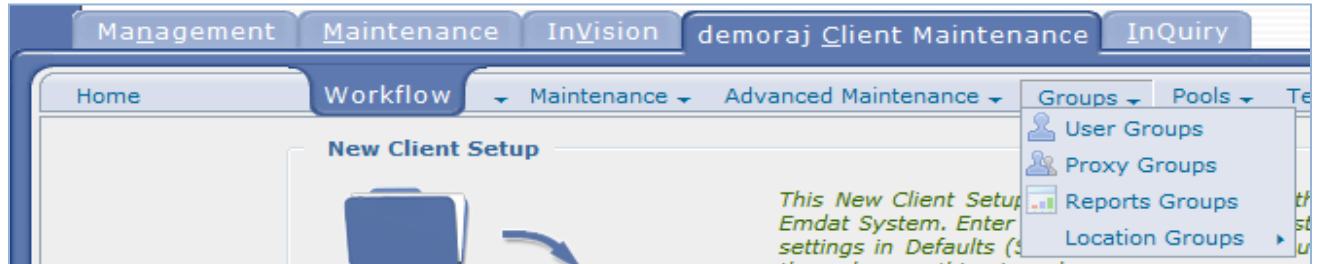 Management Maintenance InVision demoraj Client Maintenance InQuiry
Home Workflow Maintenance Advanced Maintenance Groups Pools
New Client Setup
User Groups
Proxy Groups
Reports Groups
Location Groups
This New Client Setup
Emdat System. Enter
settings in Defaults